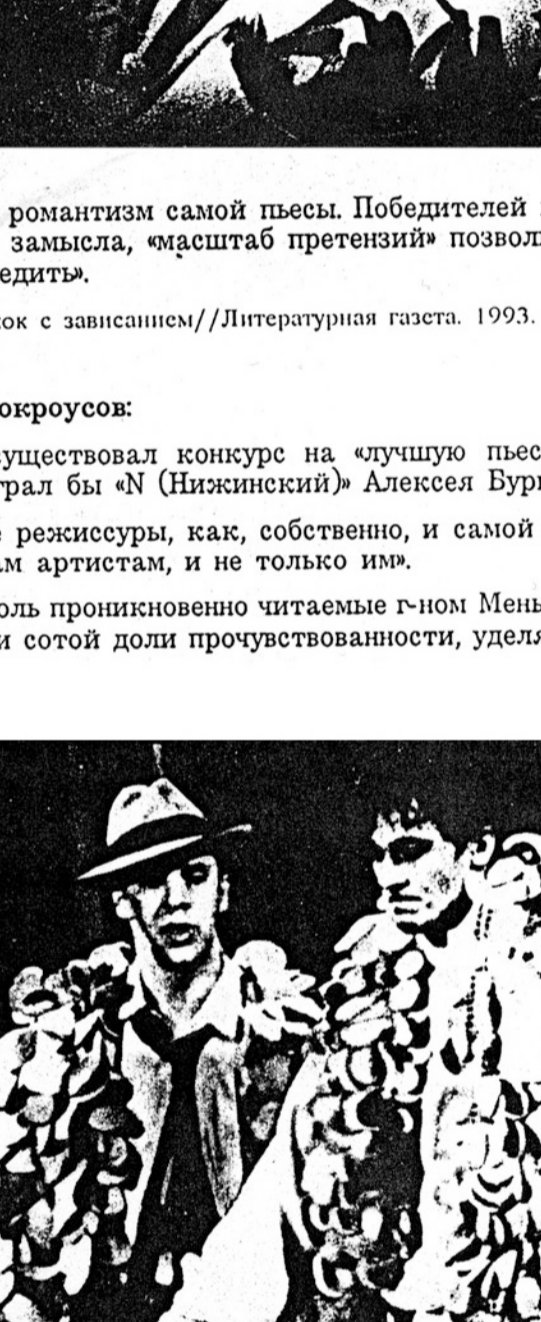 романтизм самой пьесы. Победителей
замысла, «масштаб претензий» позвол
едить».
ок с зависанием//Литературная газета. 1993.
окроусов:
уществовал конкурс на «лучшую пьес
грал бы «N (Нижинский)» Алексея Бур
режиссуры, как, собственно, и самой
м артистам, и не только им».
оль проникновенно читаемые г-ном Мень
и сотой доли прочувствованности, уделя